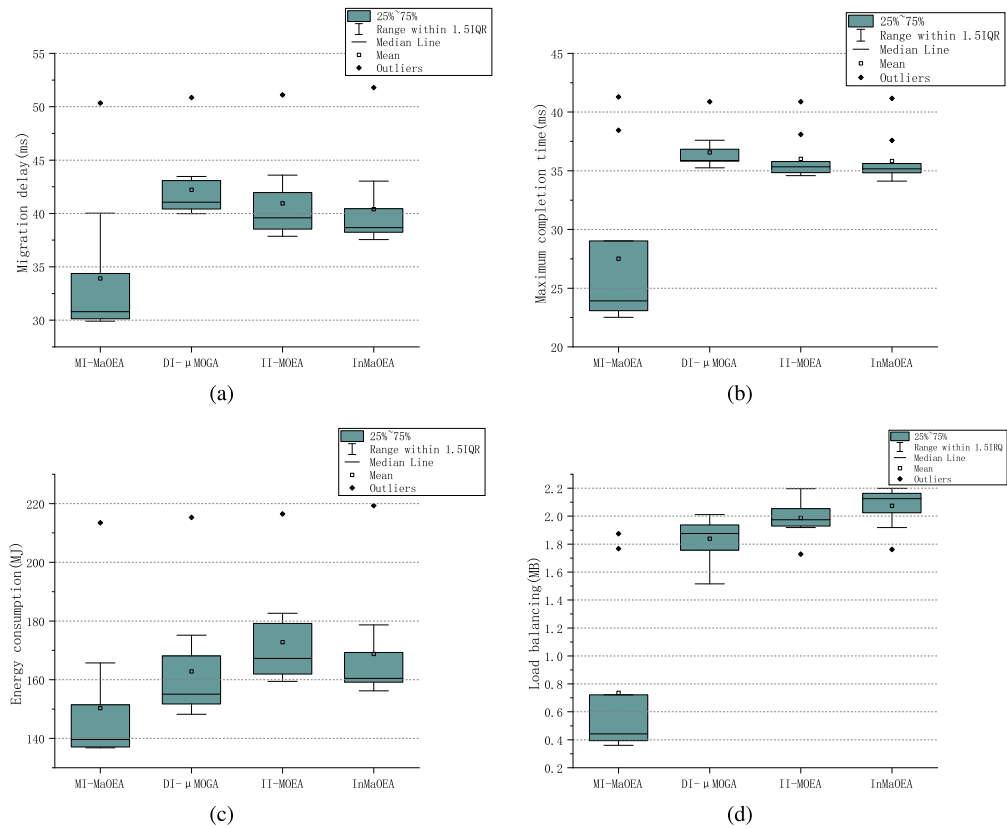 25%~75%
Range within 1.5IQR
Median Line
Mean
Outliers
Migration delay(ms)
55
50
45
40
35
30
MI-MaOEA
DI-μMOGA
II-MOEA
InMaOEA
(a)
25%~75%
Range within 1.5IQR
Median Line
Mean
Outliers
Maximum completion time(ms)
45
40
35
30
25
20
MI-MaOEA
DI-μMOGA
II-MOEA
InMaOEA
(b)
25%~75%
Range within 1.5IQR
Median Line
Mean
Outliers
Energy consumption(MJ)
220
200
180
160
140
MI-MaOEA
DI-μMOGA
II-MOEA
InMaOEA
(c)
25%~75%
Range within 1.5IRQ
Median Line
Mean
Outliers
Load balancing(MB)
2.2
2.0
1.8
1.6
1.4
1.2
1.0
0.8
0.6
0.4
0.2
MI-MaOEA
DI-μMOGA
II-MOEA
InMaOEA
(d)